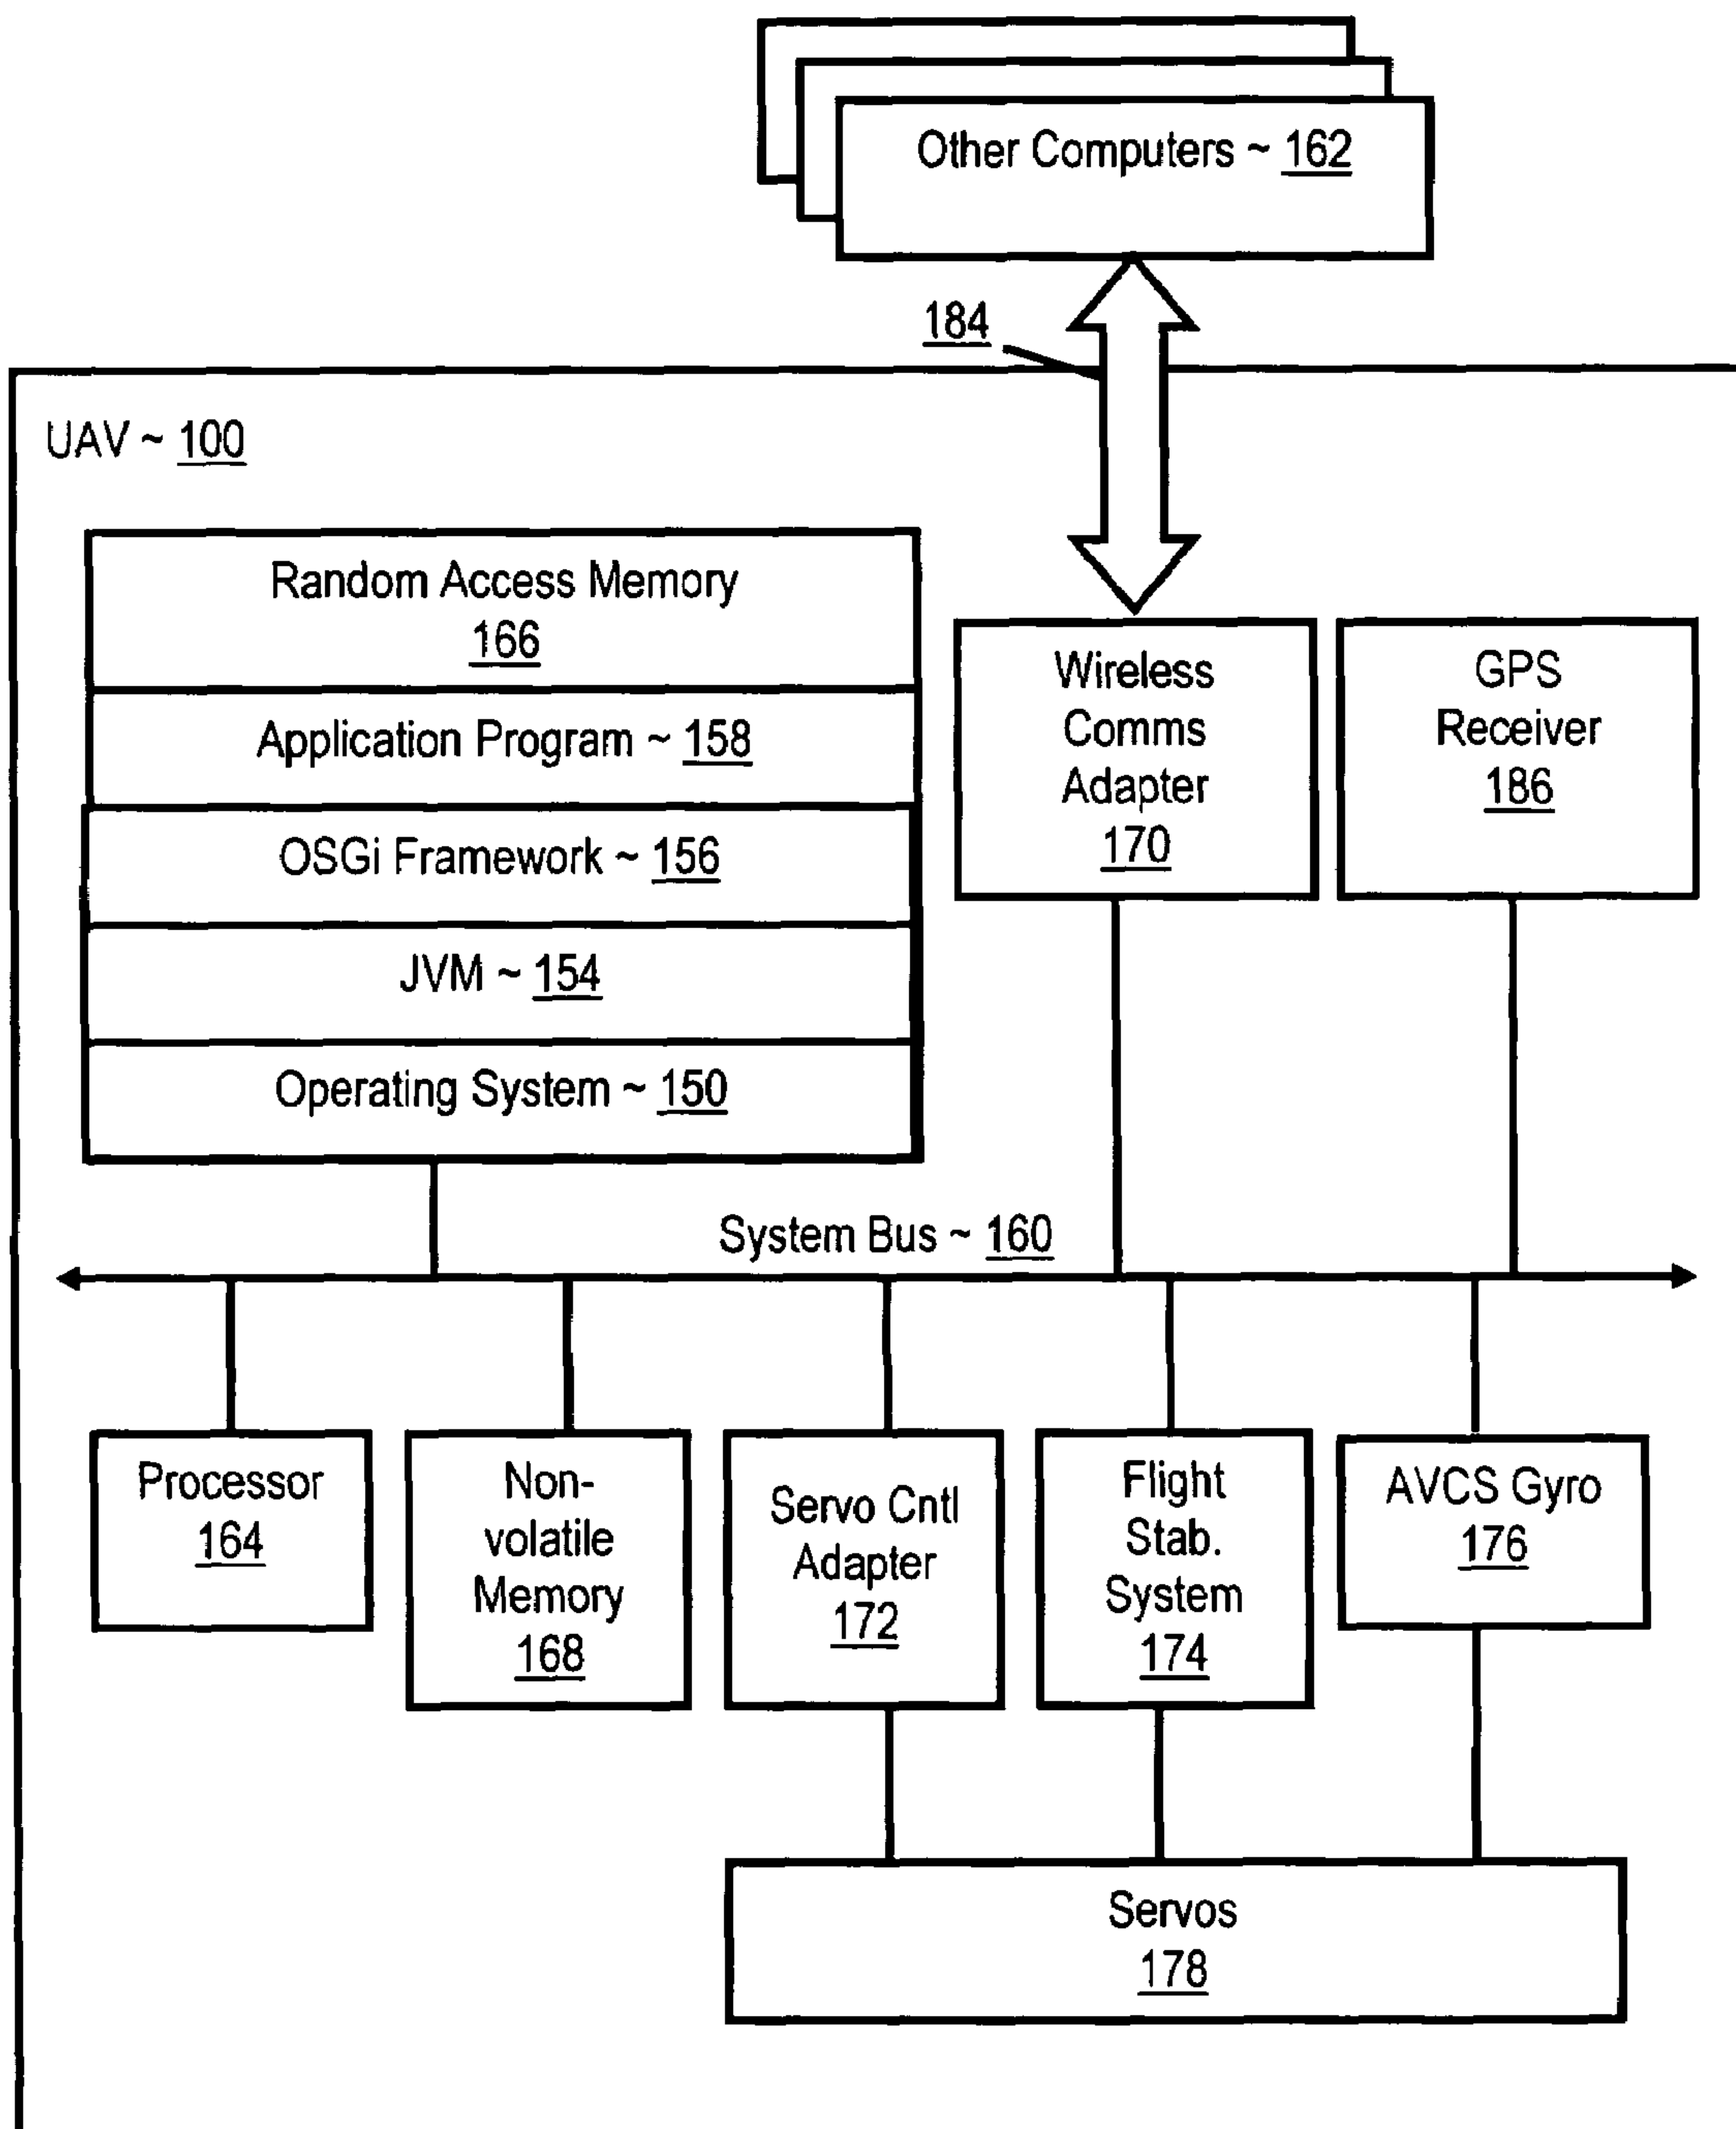 Other Computers ~ 162
184
UAV ~ 100
Random Access Memory
166
Application Program ~ 158
OSGi Framework ~ 156
JVM ~ 154
Operating System ~ 150
Wireless
Comms
Adapter
170
GPS
Receiver
186
System Bus ~ 160
Processor
164
Non-
volatile
Memory
168
Servo Cntl
Adapter
172
Flight
Stab.
System
174
AVCS Gyro
176
Servos
178